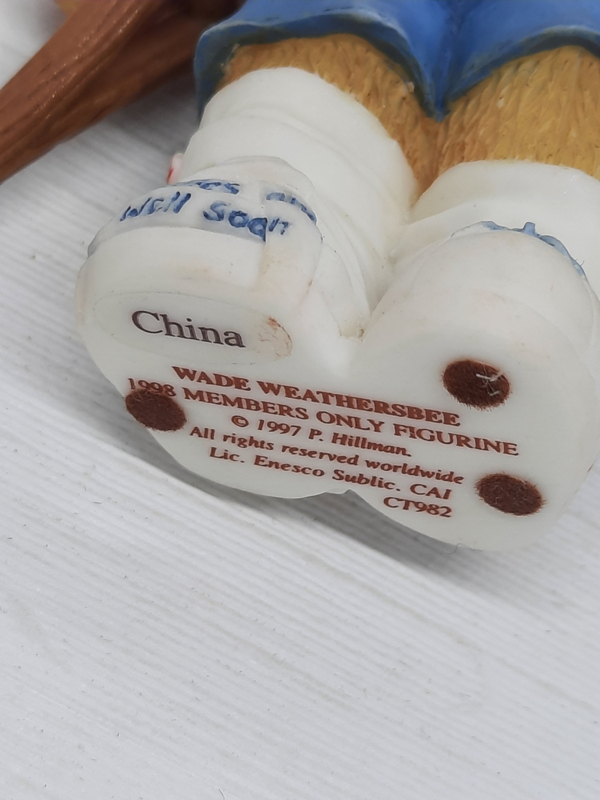 Well Soon
China
WADE WEATHERSBEE
1998 MEMBERS ONLY FIGURINE
© 1997 P. Hillman.
All rights reserved worldwide
Lic. Enesco Sublic. CAI
CT982